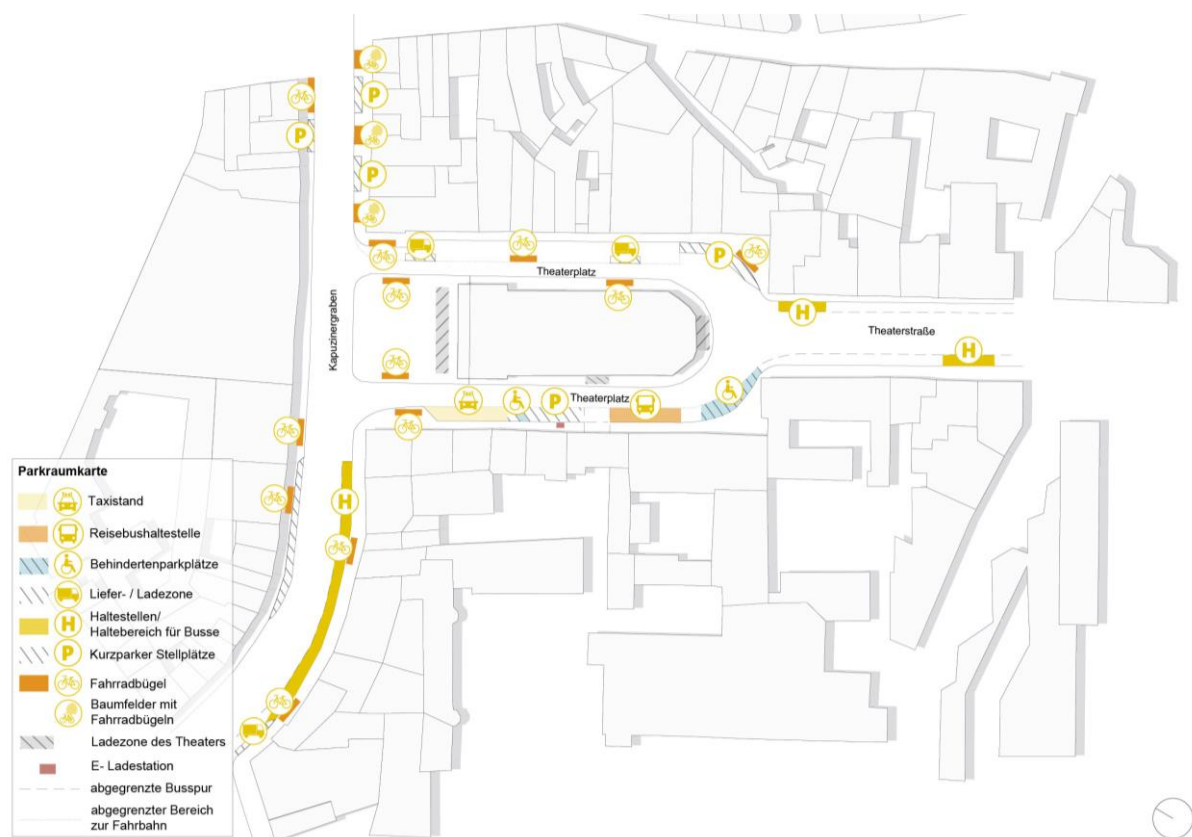 P
P
P
P
Theaterplatz
H
Kapuzinergraben
Theaterstraße
H
Theaterplatz
P
H
Parkraumkarte
Taxistand
Reisebushaltestelle
Behindertenparkplätze
Liefer- / Ladezone
H
Haltestellen/
Haltebereich für Busse
P
Kurzparker Stellplätze
Fahrradbügel
Baumfelder mit
Fahrradbügeln
Ladezone des Theaters
E- Ladestation
abgegrenzte Busspur
abgegrenzter Bereich
zur Fahrbahn